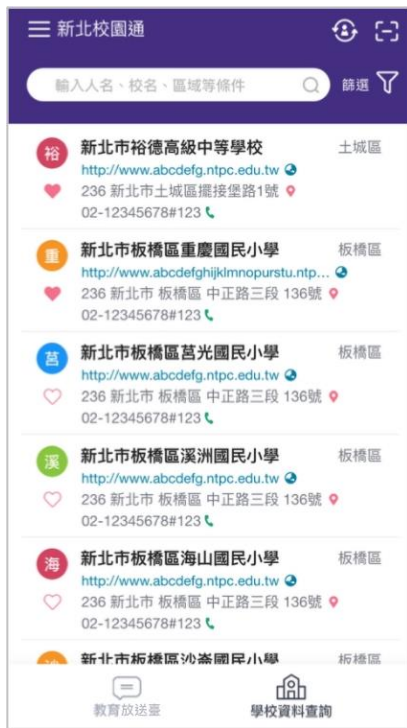 新北校園通
輸入人名、校名、區域等條件
篩選
裕
新北市裕德高級中等學校
土城區
http://www.abcdefg.ntpc.edu.tw
236 新北市土城區擺接堡路1號
02-12345678#123
重
新北市板橋區重慶國民小學
板橋區
http://www.abcdefghijklmnopurstu.ntp...
236 新北市 板橋區 中正路三段 136號
02-12345678#123
莒
新北市板橋區莒光國民小學
板橋區
http://www.abcdefg.ntpc.edu.tw
236 新北市 板橋區 中正路三段 136號
02-12345678#123
溪
新北市板橋區溪洲國民小學
板橋區
http://www.abcdefg.ntpc.edu.tw
236 新北市 板橋區 中正路三段 136號
02-12345678#123
海
新北市板橋區海山國民小學
板橋區
http://www.abcdefg.ntpc.edu.tw
236 新北市 板橋區 中正路三段 136號
02-12345678#123
沙
新北市板橋區沙崙國民小學
板橋區
教育放送臺
學校資料查詢